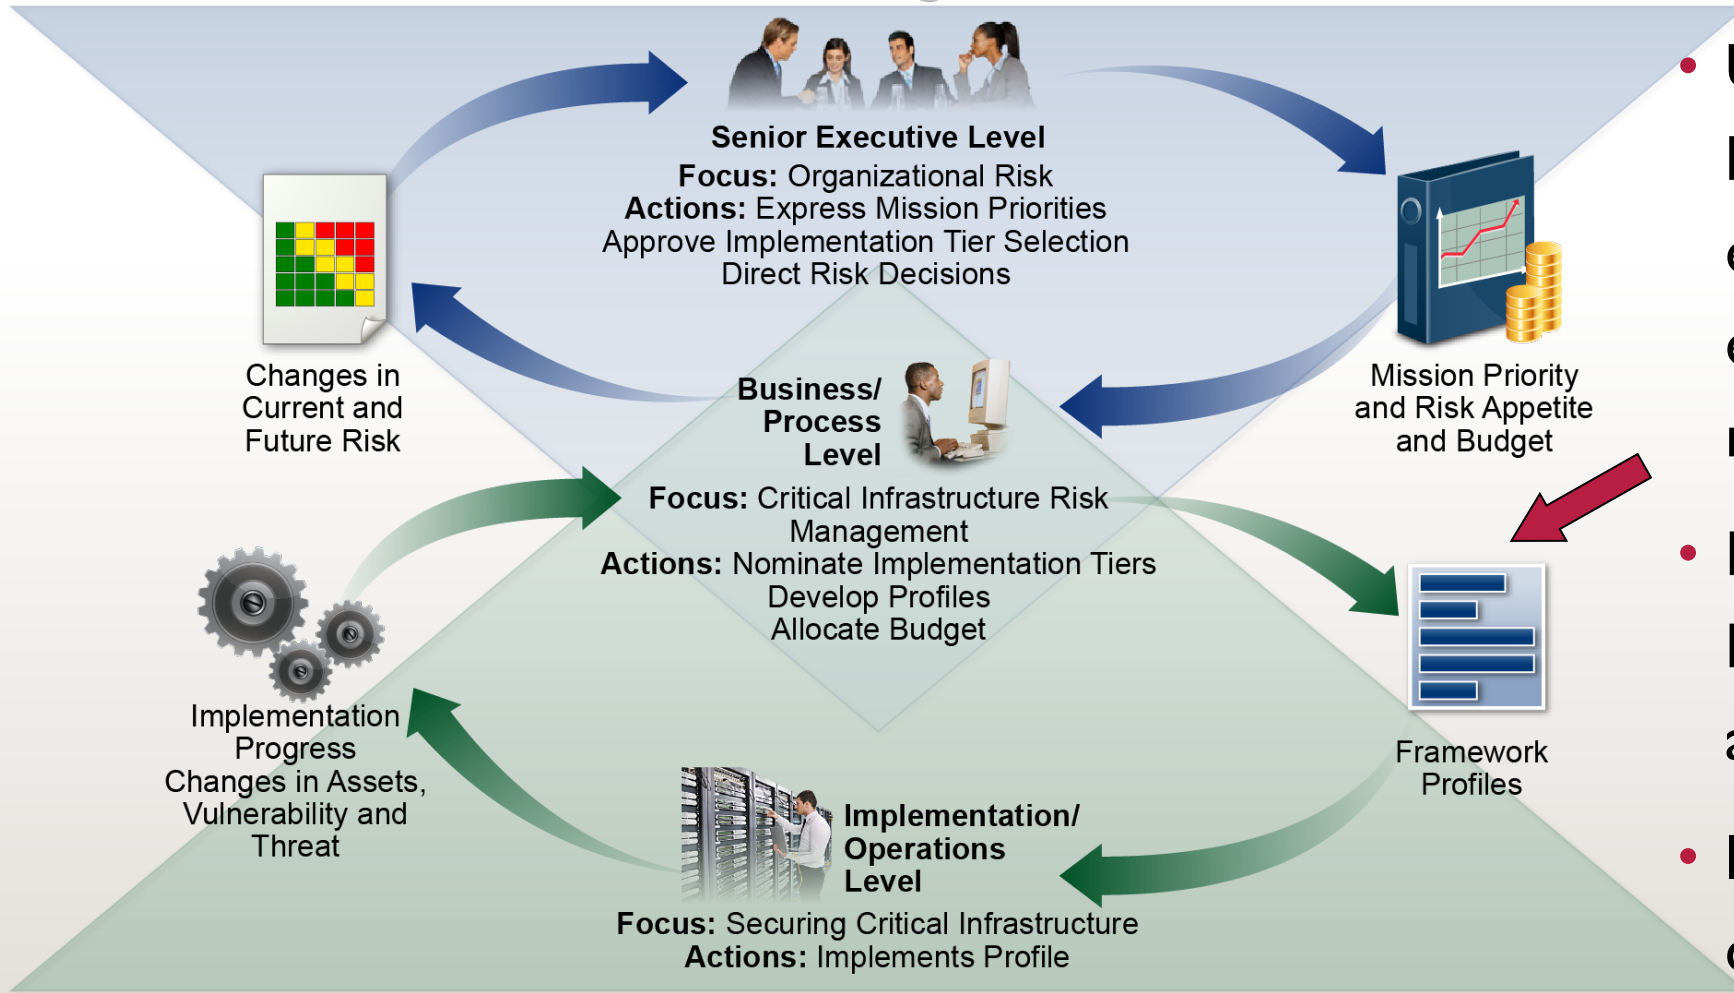 Senior Executive Level
Focus: Organizational Risk
Actions: Express Mission Priorities
Approve Implementation Tier Selection
Direct Risk Decisions
Changes in
Current and
Future Risk
Mission Priority
and Risk Appetite
and Budget
Business/
Process
Level
Focus: Critical Infrastructure Risk
Management
Actions: Nominate Implementation Tiers
Develop Profiles
Allocate Budget
Implementation
Progress
Changes in Assets,
Vulnerability and
Threat
Framework
Profiles
Implementation/
Operations
Level
Focus: Securing Critical Infrastructure
Actions: Implements Profile